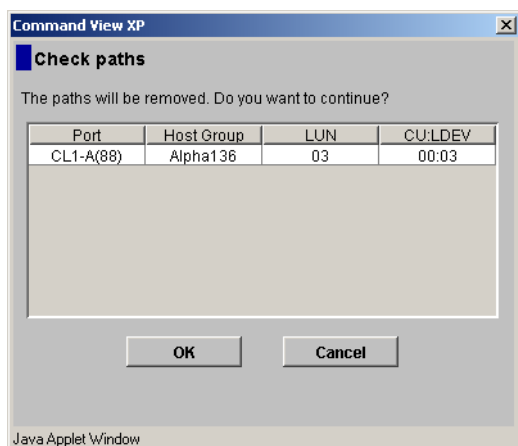 Command View XP
Check paths
The paths will be removed. Do you want to continue?
Port Host Group LUN CU:LDEV
CL1-A(88) Alpha136 03 00:03
OK Cancel
Java Applet Window